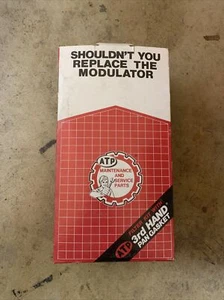 SHOULDN'T YOU
REPLACE THE
MODULATOR
ATP
MAINTENANCE
AND
SERVICE
PARTS
3rd HAND
PAN GASKET
ATP